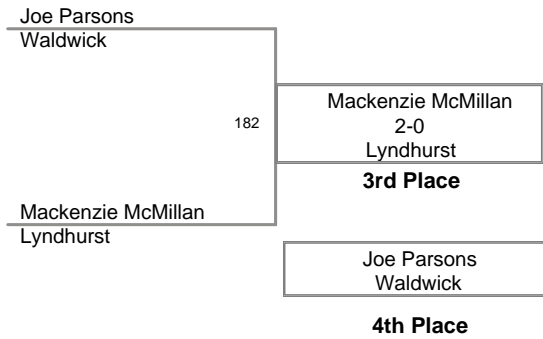 Joe Parsons
Waldwick
182
Mackenzie McMillan
2-0
Lyndhurst
3rd Place
Mackenzie McMillan
Lyndhurst
Joe Parsons
Waldwick
4th Place